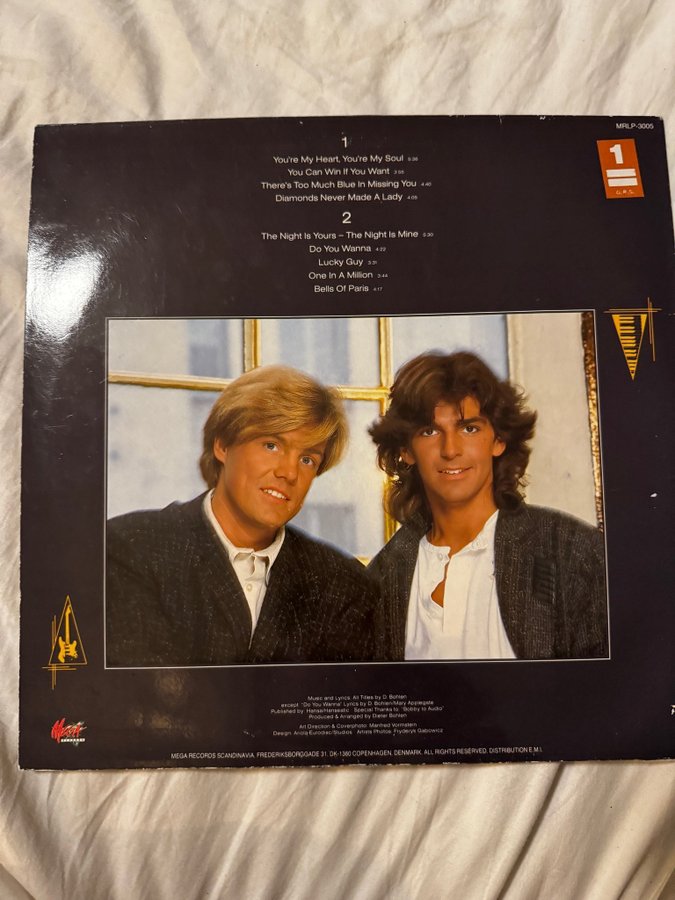 MRLP-3005
1
You're My Heart, You're My Soul 5:36
You Can Win If You Want 3:55
There's Too Much Blue In Missing You 4:40
Diamonds Never Made A Lady 4:05
2
The Night Is Yours – The Night Is Mine 5:30
Do You Wanna 4:22
Lucky Guy 3:31
One In A Million 3:44
Bells Of Paris 4:17
1
Music and Lyrics: All Titles by D. Bohlen
except "Do You Wanna" Lyrics by D. Bohlen/Mary Applegate
Published by: Hansa/Hanseatic · Special Thanks to: "Bobby to Audio"
Produced & Arranged by Dieter Bohlen
Art Direction & Coverphoto: Manfred Vormstein
Design: Ariola Eurodisc/Studios · Artists Photos: Fryderyk Gabowicz
Mega
RECORDS
MEGA RECORDS SCANDINAVIA, FREDERIKSBORGGADE 31, DK-1360 COPENHAGEN, DENMARK. ALL RIGHTS RESERVED. DISTRIBUTION E.M.I.